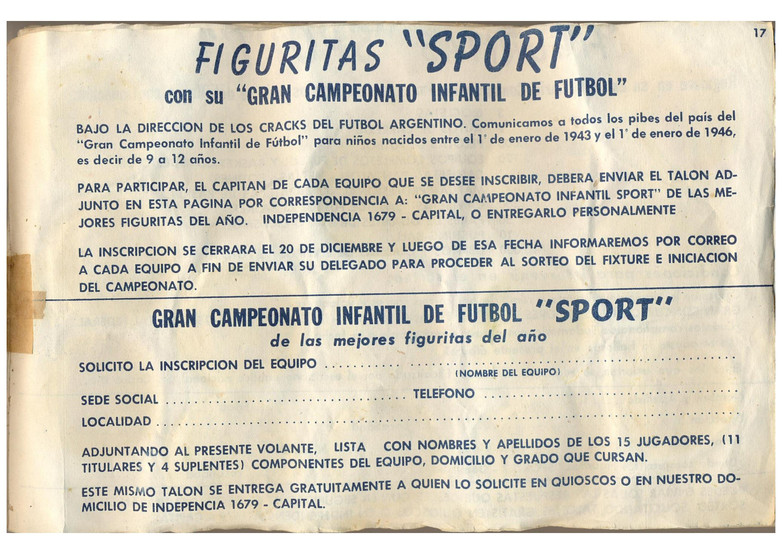 17
FIGURITAS "SPORT"
con su "GRAN CAMPEONATO INFANTIL DE FUTBOL"
BAJO LA DIRECCION DE LOS CRACKS DEL FUTBOL ARGENTINO. Comunicamos a todos los pibes del país del
"Gran Campeonato Infantil de Fútbol" para niños nacidos entre el 1° de enero de 1943 y el 1° de enero de 1946,
es decir de 9 a 12 años.
PARA PARTICIPAR, EL CAPITAN DE CADA EQUIPO QUE SE DESEE INSCRIBIR, DEBERA ENVIAR EL TALON AD-
JUNTO EN ESTA PAGINA POR CORRESPONDENCIA A: "GRAN CAMPEONATO INFANTIL SPORT" DE LAS ME-
JORES FIGURITAS DEL AÑO. INDEPENDENCIA 1679 - CAPITAL, O ENTREGARLO PERSONALMENTE
LA INSCRIPCION SE CERRARA EL 20 DE DICIEMBRE Y LUEGO DE ESA FECHA INFORMAREMOS POR CORREO
A CADA EQUIPO A FIN DE ENVIAR SU DELEGADO PARA PROCEDER AL SORTEO DEL FIXTURE E INICIACION
DEL CAMPEONATO.
GRAN CAMPEONATO INFANTIL DE FUTBOL "SPORT"
de las mejores figuritas del año
SOLICITO LA INSCRIPCION DEL EQUIPO
(NOMBRE DEL EQUIPO)
SEDE SOCIAL TELEFONO
LOCALIDAD
ADJUNTANDO AL PRESENTE VOLANTE, LISTA CON NOMBRES Y APELLIDOS DE LOS 15 JUGADORES, (11
TITULARES Y 4 SUPLENTES) COMPONENTES DEL EQUIPO, DOMICILIO Y GRADO QUE CURSAN.
ESTE MISMO TALON SE ENTREGA GRATUITAMENTE A QUIEN LO SOLICITE EN QUIOSCOS O EN NUESTRO DO-
MICILIO DE INDEPENCIA 1679 - CAPITAL.